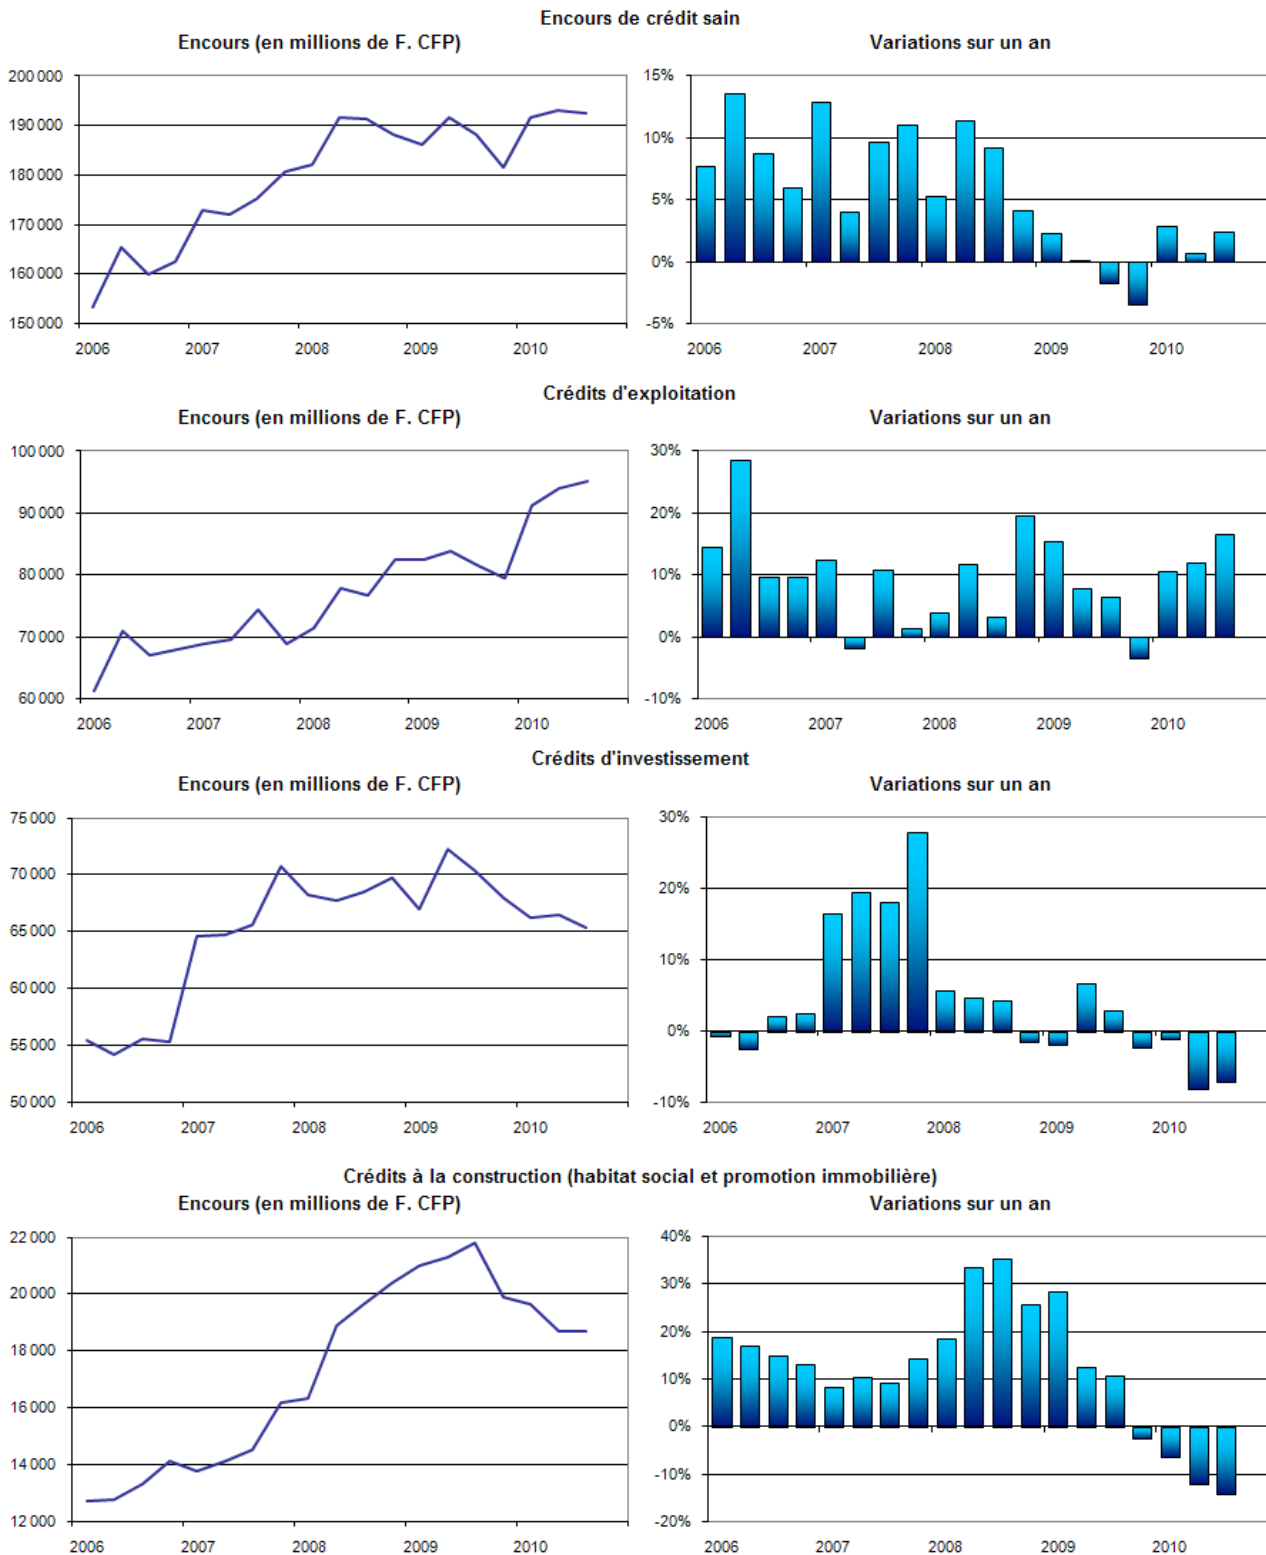 Encours de crédit sain
Encours (en millions de F. CFP)
200 000
190 000
180 000
170 000
160 000
150 000
2006 2007 2008 2009 2010
Variations sur un an
15%
10%
5%
0%
-5%
2006 2007 2008 2009 2010
Crédits d'exploitation
Encours (en millions de F. CFP)
100 000
90 000
80 000
70 000
60 000
2006 2007 2008 2009 2010
Variations sur un an
30%
20%
10%
0%
-10%
2006 2007 2008 2009 2010
Crédits d'investissement
Encours (en millions de F. CFP)
75 000
70 000
65 000
60 000
55 000
50 000
2006 2007 2008 2009 2010
Variations sur un an
30%
20%
10%
0%
-10%
2006 2007 2008 2009 2010
Crédits à la construction (habitat social et promotion immobilière)
Encours (en millions de F. CFP)
22 000
20 000
18 000
16 000
14 000
12 000
2006 2007 2008 2009 2010
Variations sur un an
40%
30%
20%
10%
0%
-10%
-20%
2006 2007 2008 2009 2010